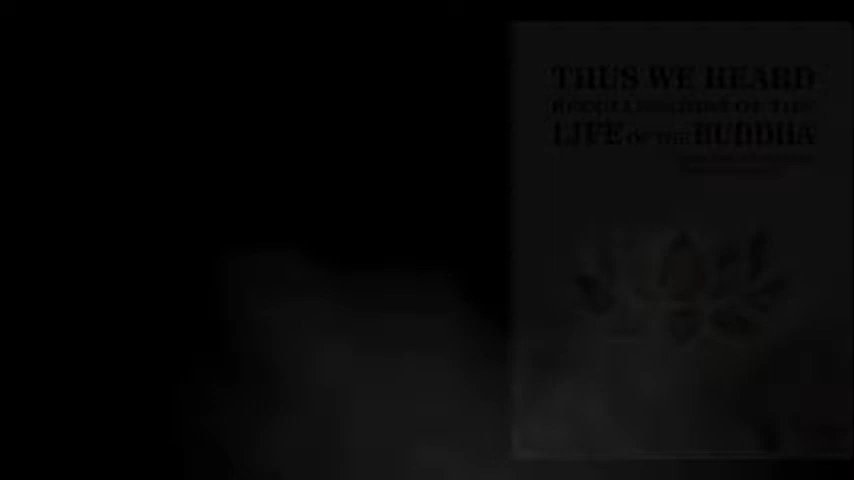 THUS WE HEARD
RECOLLECTIONS OF THE
LIFE OF THE BUDDHA